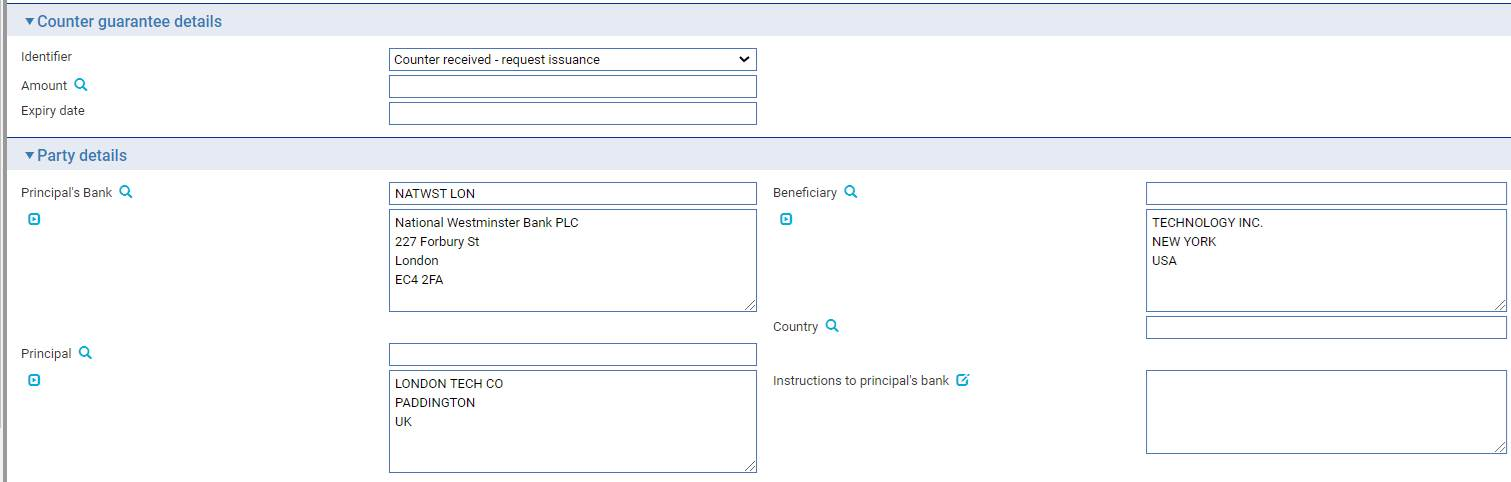 Counter guarantee details
Identifier
Counter received - request issuance
Amount
Expiry date
Party details
Principal's Bank
NATWST LON
National Westminster Bank PLC
227 Forbury St
London
EC4 2FA
Beneficiary
TECHNOLOGY INC.
NEW YORK
USA
Country
Principal
LONDON TECH CO
PADDINGTON
UK
Instructions to principal's bank